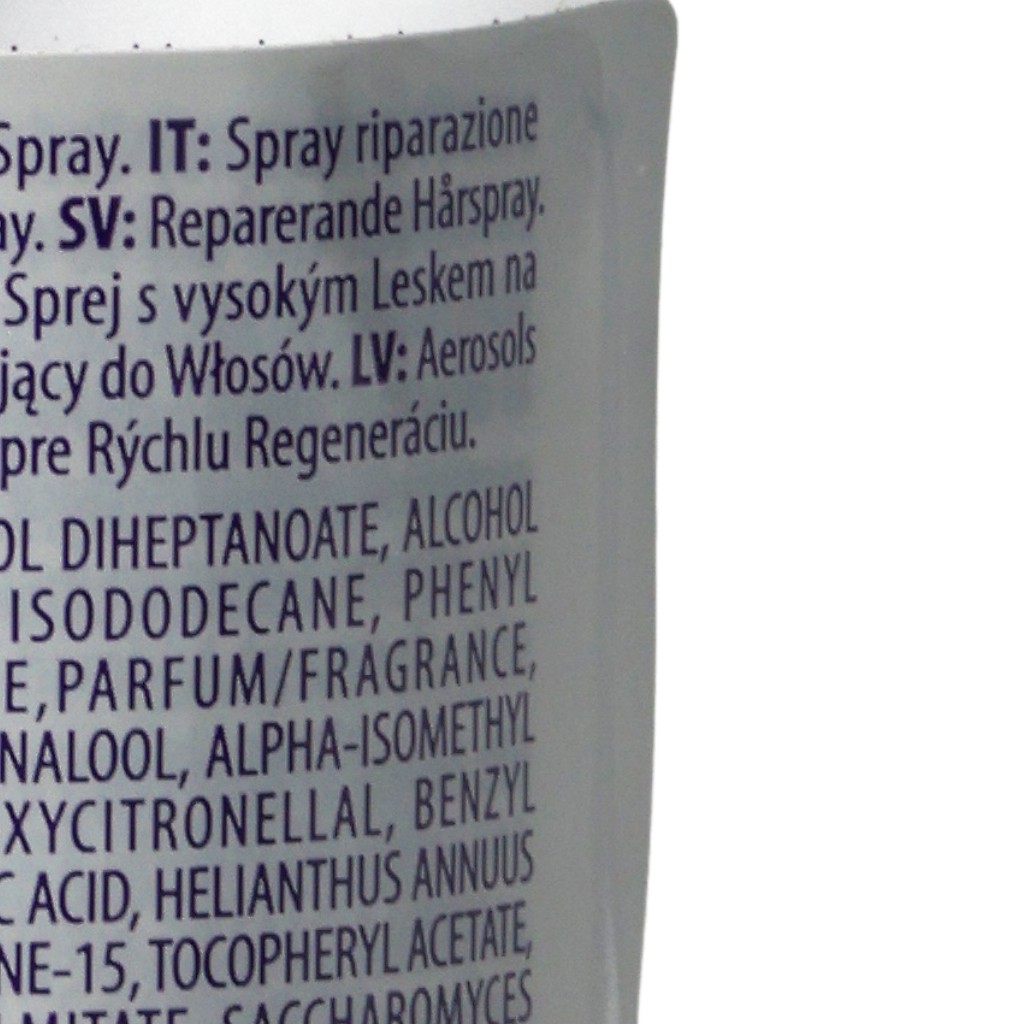 Spray. IT: Spray riparazione
ay. SV: Reparerande Hårspray.
Sprej s vysokým Leskem na
jący do Włosów. LV: Aerosols
pre Rýchlu Regeneráciu.
OL DIHEPTANOATE, ALCOHOL
ISODODECANE, PHENYL
E, PARFUM/FRAGRANCE,
NALOOL, ALPHA-ISOMETHYL
XYCITRONELLAL, BENZYL
C ACID, HELIANTHUS ANNUUS
NE-15, TOCOPHERYL ACETATE,
LMITATE, SACCHAROMYCES